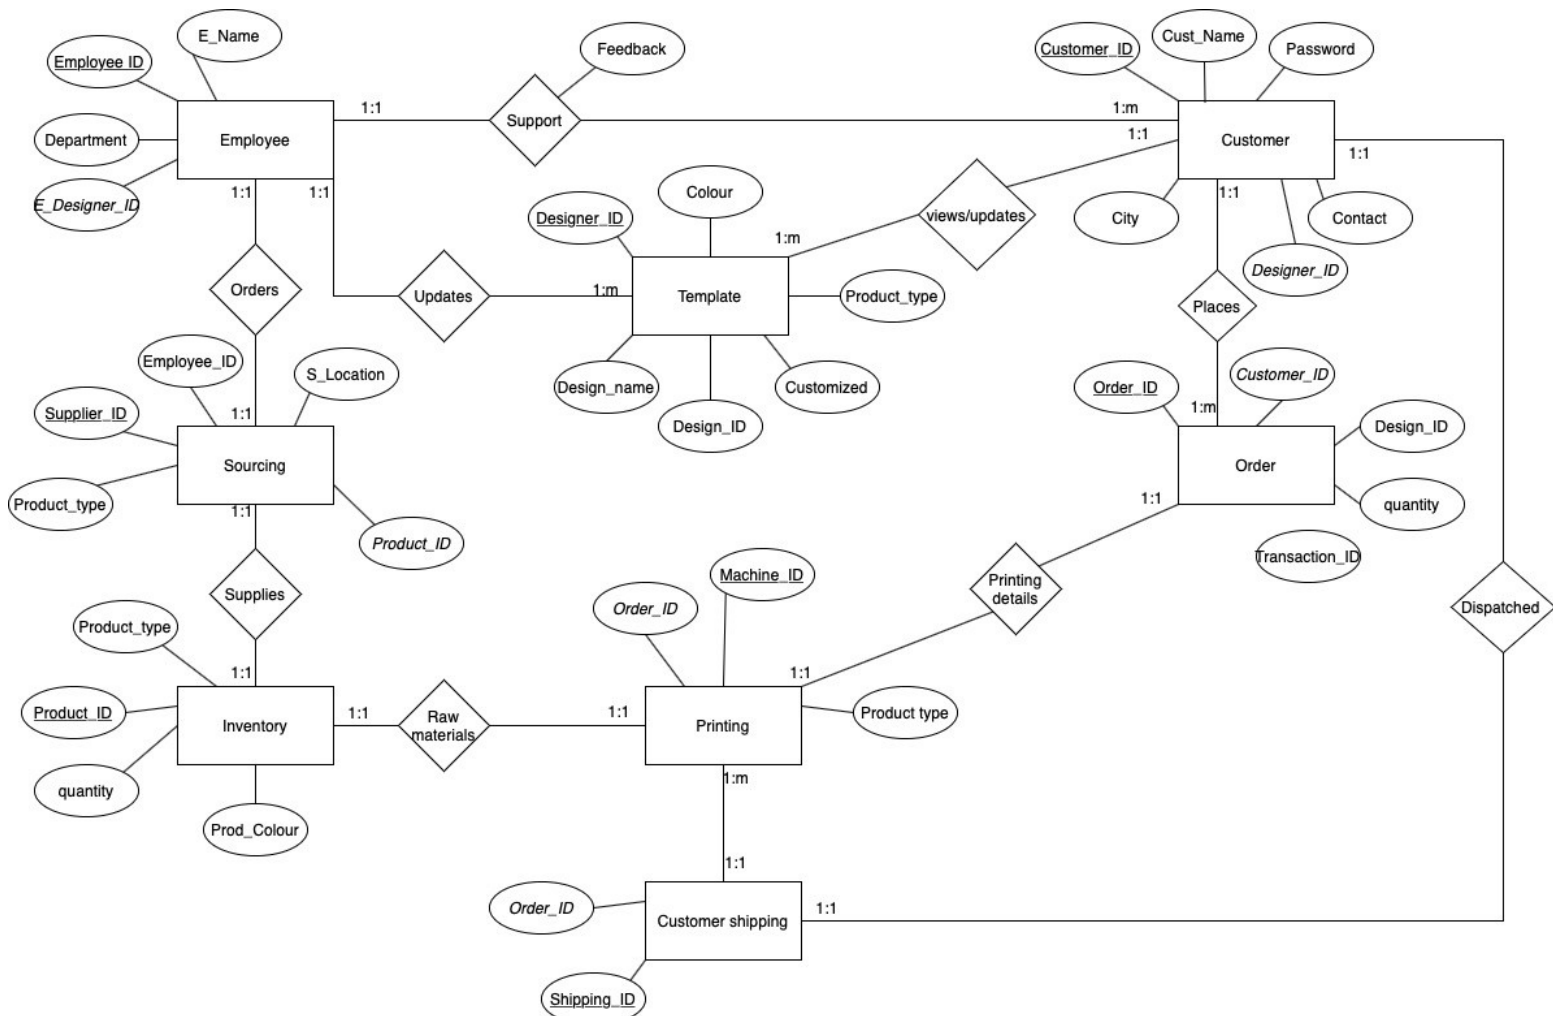 E_Name
Employee ID
Feedback
Customer_ID
Cust_Name
Password
1:1
Support
1:m
1:1
Department
Employee
Customer
1:1
E_Designer_ID
1:1
1:1
Colour
Designer_ID
views/updates
1:1
City
Contact
1:m
Designer_ID
Orders
Updates
1:m
Template
Product_type
Places
Employee_ID
S_Location
Design_name
Customized
Order_ID
Customer_ID
Supplier_ID
1:1
1:m
Design_ID
Design_ID
Sourcing
Order
Product_type
1:1
1:1
quantity
Product_ID
Transaction_ID
Machine_ID
Printing
details
Supplies
Order_ID
Dispatched
Product_type
1:1
1:1
Product_ID
1:1
Raw
materials
1:1
Product type
Inventory
Printing
quantity
1:m
Prod_Colour
1:1
Order_ID
1:1
Customer shipping
Shipping_ID